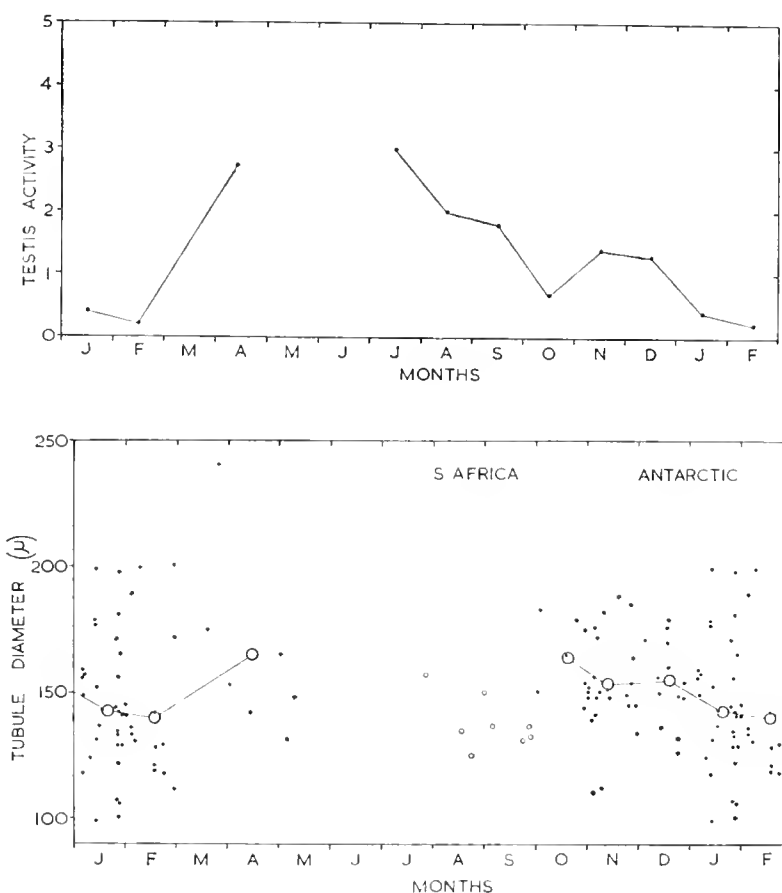 5
4
3
2
1
0
TESTIS ACTIVITY
J F M A M J J A S O N D J F
MONTHS
250
200
150
100
TUBULE DIAMETER (μ)
S AFRICA ANTARCTIC
J F M A M J J A S O N D J F
MONTHS